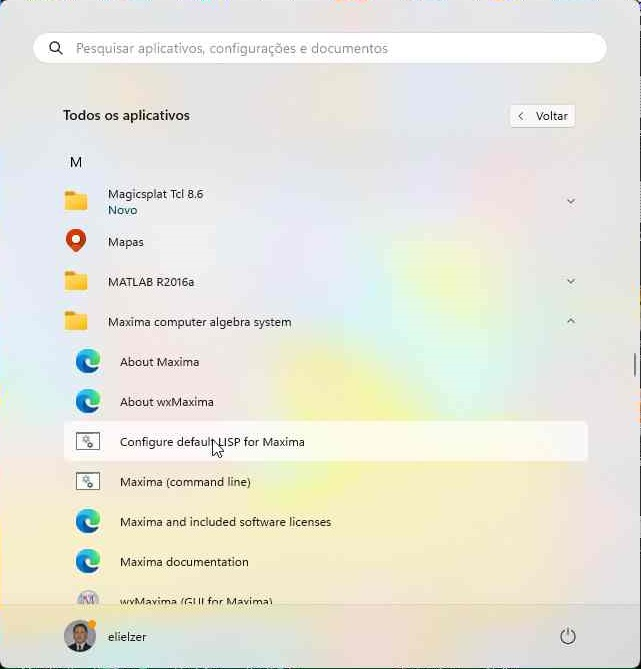 Pesquisar aplicativos, configurações e documentos
Todos os aplicativos
Voltar
M
Magicsplat Tcl 8.6
Novo
Mapas
MATLAB R2016a
Maxima computer algebra system
About Maxima
About wxMaxima
Configure default LISP for Maxima
Maxima (command line)
Maxima and included software licenses
Maxima documentation
wxMaxima (GUI for Maxima)
elielzer